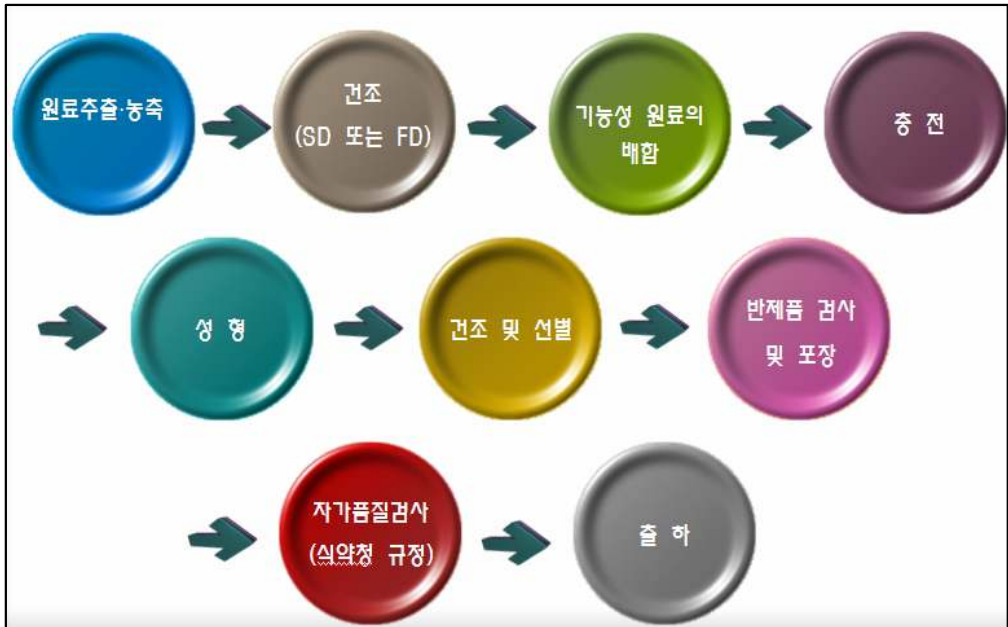 원료추출·농축
건조
(SD 또는 FD)
기능성 원료의
배합
충 전
성 형
건조 및 선별
반제품 검사
및 포장
자가품질검사
(식약청 규정)
출 하